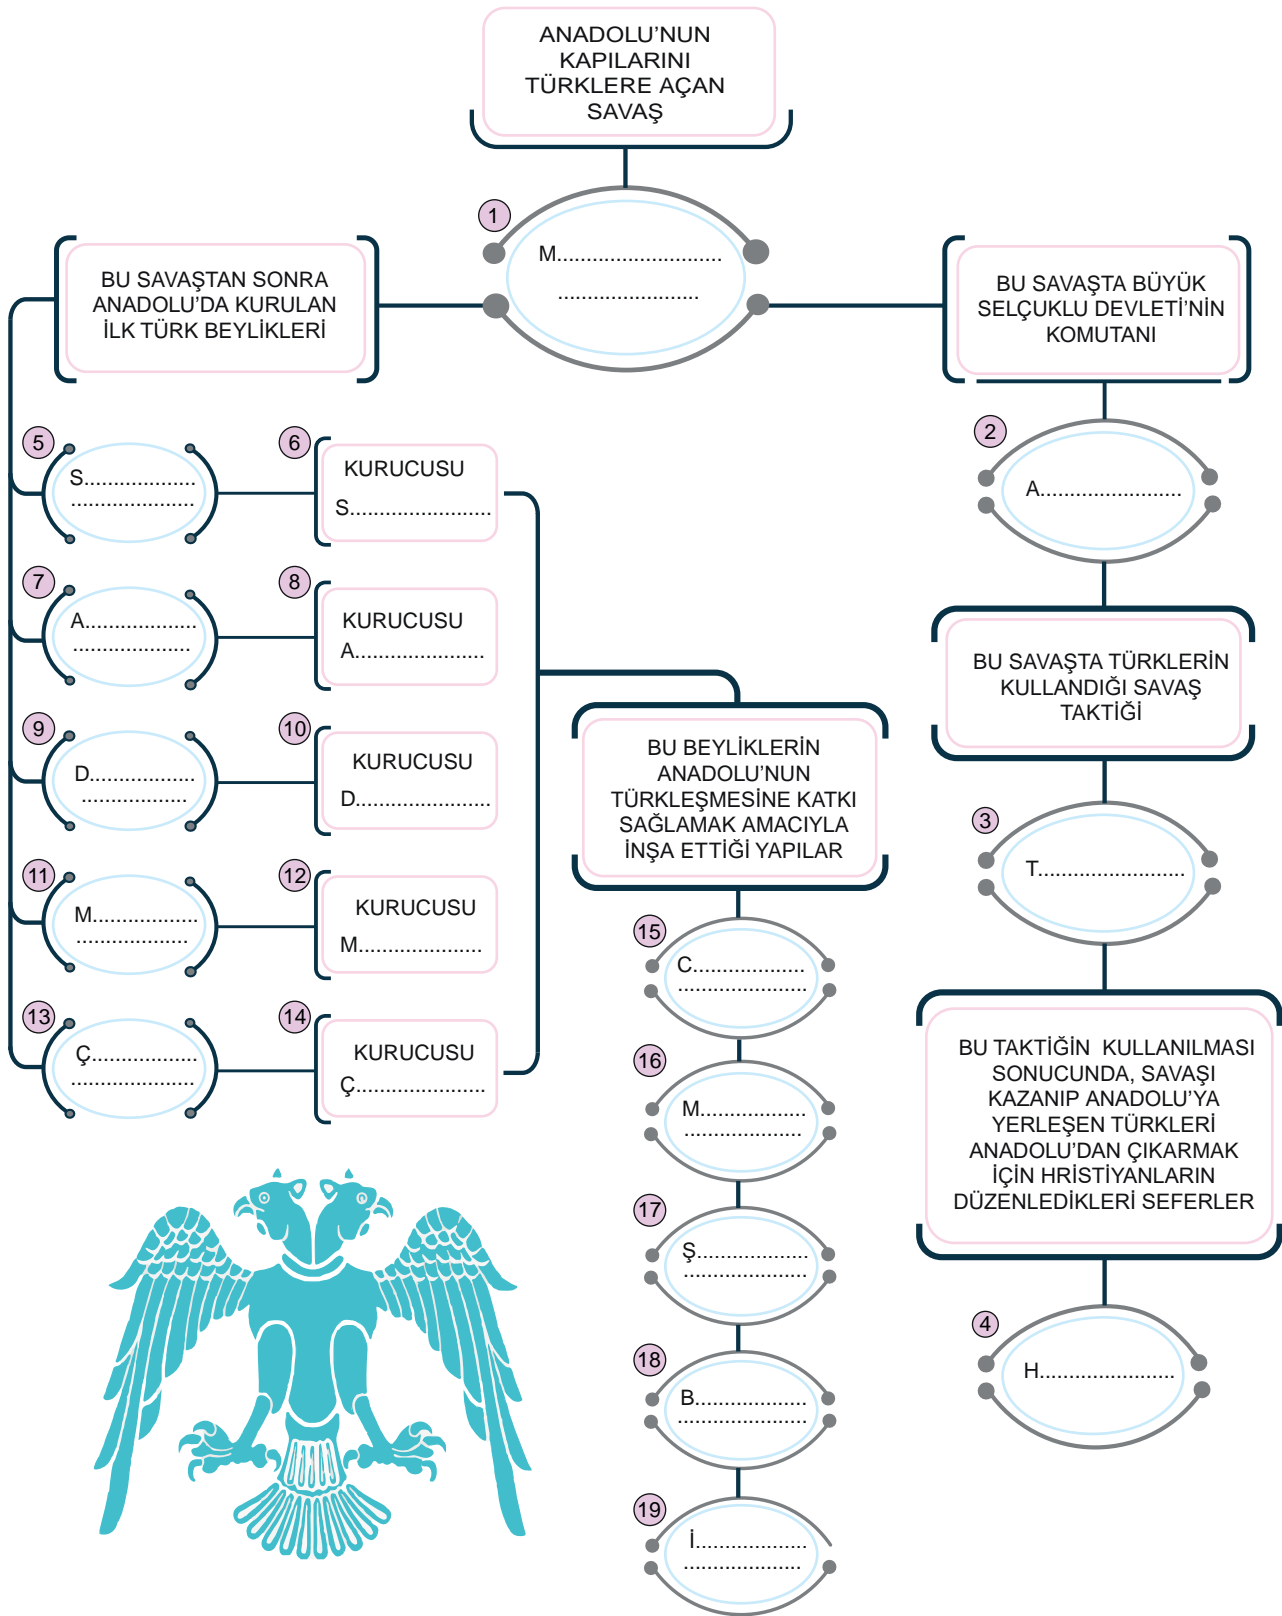 ANADOLU'NUN
KAPILARINI
TÜRKLERE AÇAN
SAVAŞ
1
M............................
........................
BU SAVAŞTAN SONRA
ANADOLU'DA KURULAN
İLK TÜRK BEYLİKLERİ
BU SAVAŞTA BÜYÜK
SELÇUKLU DEVLETİ'NİN
KOMUTANI
2
A........................
BU SAVAŞTA TÜRKLERİN
KULLANDIĞI SAVAŞ
TAKTİĞİ
3
T.........................
BU TAKTİĞİN KULLANILMASI
SONUCUNDA, SAVAŞI
KAZANIP ANADOLU'YA
YERLEŞEN TÜRKLERİ
ANADOLU'DAN ÇIKARMAK
İÇİN HRİSTİYANLARIN
DÜZENLEDİKLERİ SEFERLER
4
H.......................
5
S...................
.....................
6
KURUCUSU
S........................
7
A...................
....................
8
KURUCUSU
A......................
9
D..................
..................
10
KURUCUSU
D.......................
11
M..................
...................
12
KURUCUSU
M.....................
13
Ç..................
.....................
14
KURUCUSU
Ç......................
BU BEYLİKLERİN
ANADOLU'NUN
TÜRKLEŞMESİNE KATKI
SAĞLAMAK AMACIYLA
İNŞA ETTİĞİ YAPILAR
15
C...................
......................
16
M..................
....................
17
Ş...................
.....................
18
B...................
......................
19
İ...................
....................